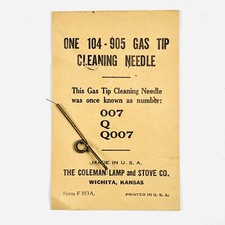 ONE 104-905 GAS TIP
CLEANING NEEDLE
This Gas Tip Cleaning Needle
was once known as number:
007
Q
Q007
MADE IN U. S. A.
THE COLEMAN LAMP AND STOVE CO.
WICHITA, KANSAS
Form F 353A.
PRINTED IN U. S. A.